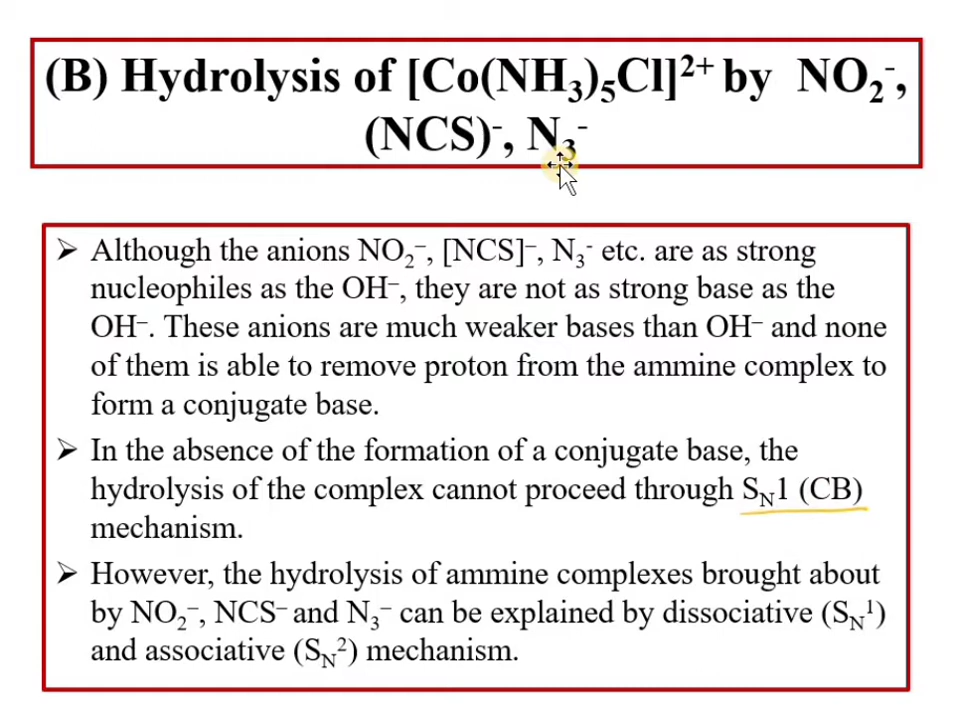 (B) Hydrolysis of [Co(NH₃)₅Cl]²⁺ by NO₂⁻,
(NCS)⁻, N₃⁻
➢ Although the anions NO₂⁻, [NCS]⁻, N₃⁻ etc. are as strong
nucleophiles as the OH⁻, they are not as strong base as the
OH⁻. These anions are much weaker bases than OH⁻ and none
of them is able to remove proton from the ammine complex to
form a conjugate base.
➢ In the absence of the formation of a conjugate base, the
hydrolysis of the complex cannot proceed through S_N1 (CB)
mechanism.
➢ However, the hydrolysis of ammine complexes brought about
by NO₂⁻, NCS⁻ and N₃⁻ can be explained by dissociative (S_N¹)
and associative (S_N²) mechanism.